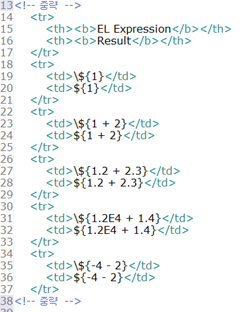 13 <!-- 중략 -->
14 <tr>
15 <th><b>EL Expression</b></th>
16 <th><b>Result</b></th>
17 </tr>
18 <tr>
19 <td>\${1}</td>
20 <td>${1}</td>
21 </tr>
22 <tr>
23 <td>\${1 + 2}</td>
24 <td>${1 + 2}</td>
25 </tr>
26 <tr>
27 <td>\${1.2 + 2.3}</td>
28 <td>${1.2 + 2.3}</td>
29 </tr>
30 <tr>
31 <td>\${1.2E4 + 1.4}</td>
32 <td>${1.2E4 + 1.4}</td>
33 </tr>
34 <tr>
35 <td>\${-4 - 2}</td>
36 <td>${-4 - 2}</td>
37 </tr>
38 <!-- 중략 -->